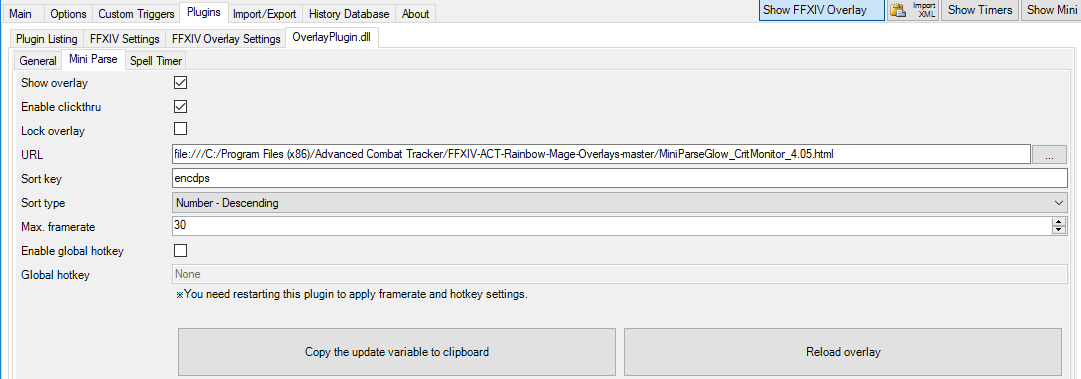 Main Options Custom Triggers Plugins Import/Export History Database About Show FFXIV Overlay Import XML Show Timers Show Mini
Plugin Listing FFXIV Settings FFXIV Overlay Settings OverlayPlugin.dll
General Mini Parse Spell Timer
Show overlay
Enable clickthru
Lock overlay
URL file:///C:/Program Files (x86)/Advanced Combat Tracker/FFXIV-ACT-Rainbow-Mage-Overlays-master/MiniParseGlow_CritMonitor_4.05.html ...
Sort key encdps
Sort type Number - Descending
Max. framerate 30
Enable global hotkey
Global hotkey None
※You need restarting this plugin to apply framerate and hotkey settings.
Copy the update variable to clipboard Reload overlay